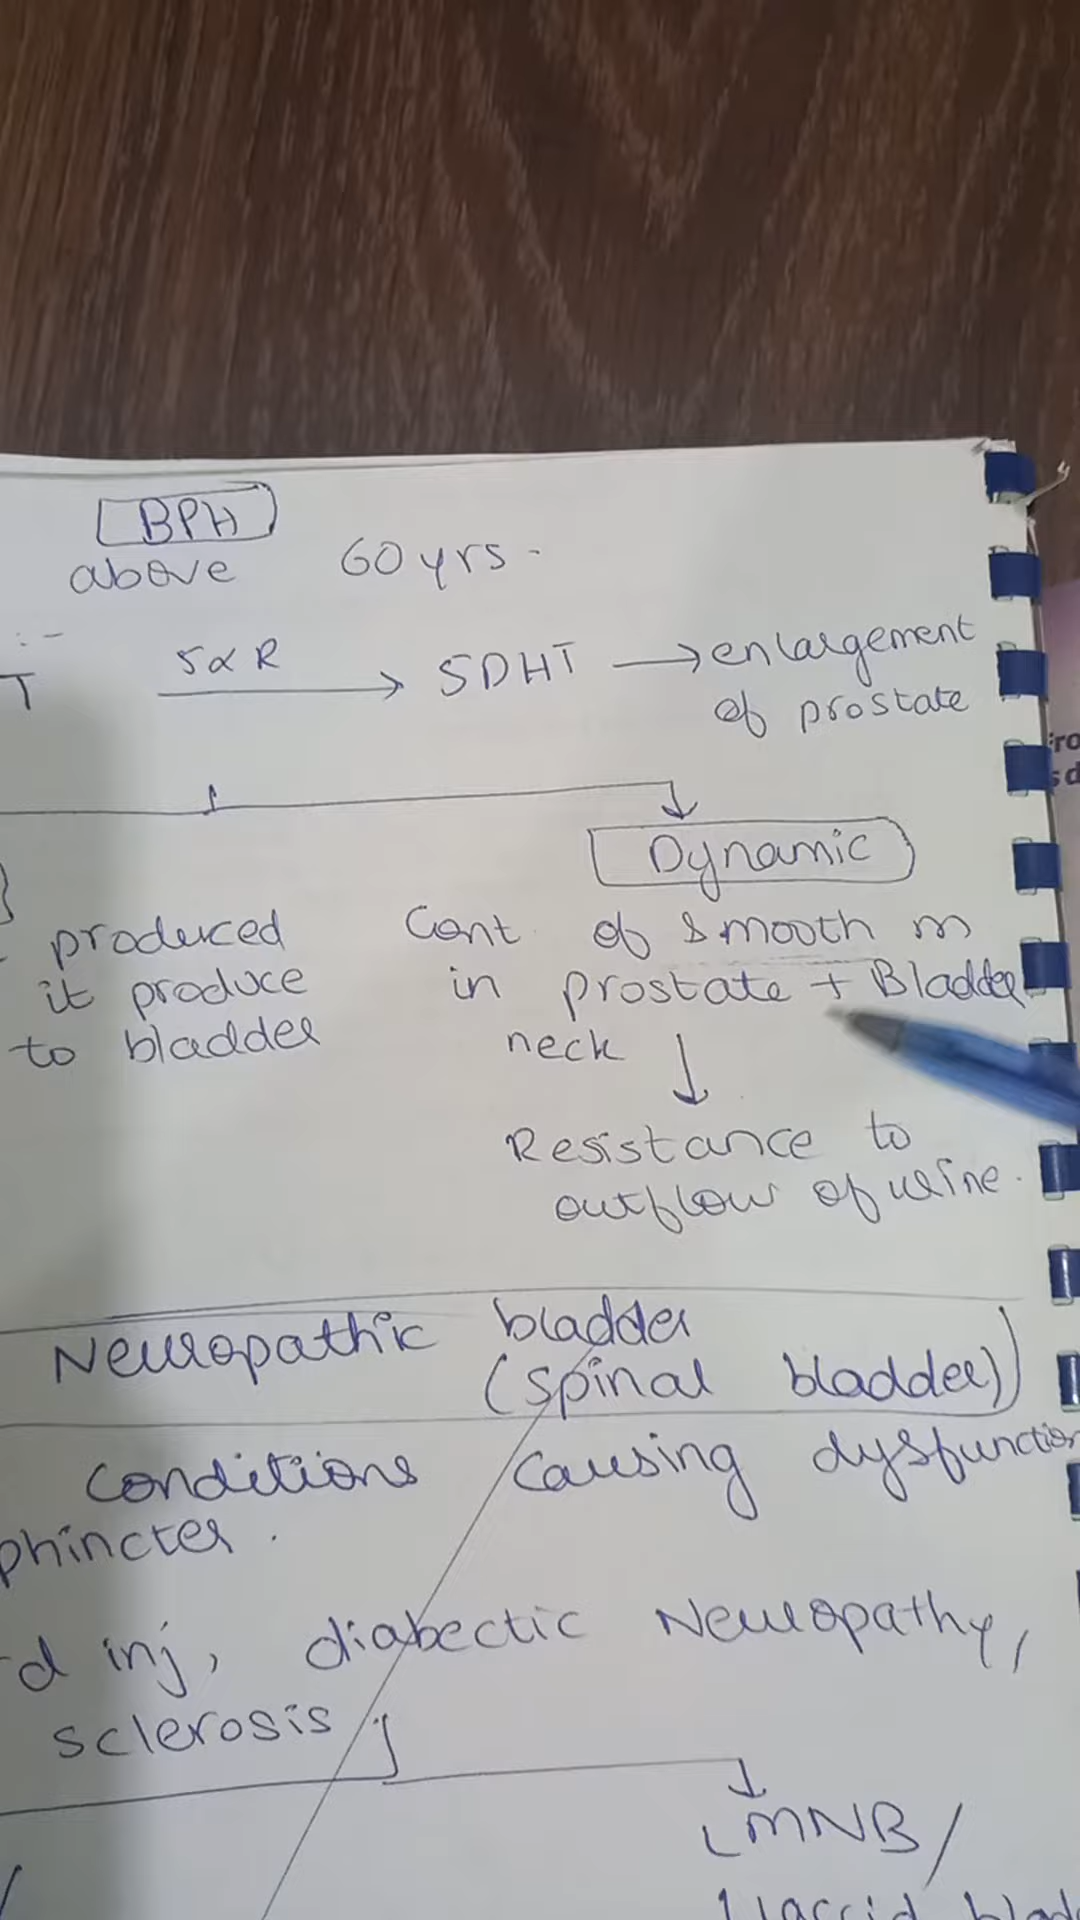 BPH
above 60 yrs -
:-
T 5αR → 5DHT → enlargement
of prostate
Dynamic
produced Cont. of smooth m
it produce in prostate + Bladder
to bladder neck ↓
Resistance to
outflow of urine.
Neuropathic bladder
(spinal bladder)
conditions causing dysfunction
phincter.
d inj, diabectic Neuropathy,
sclerosis
LMNB/